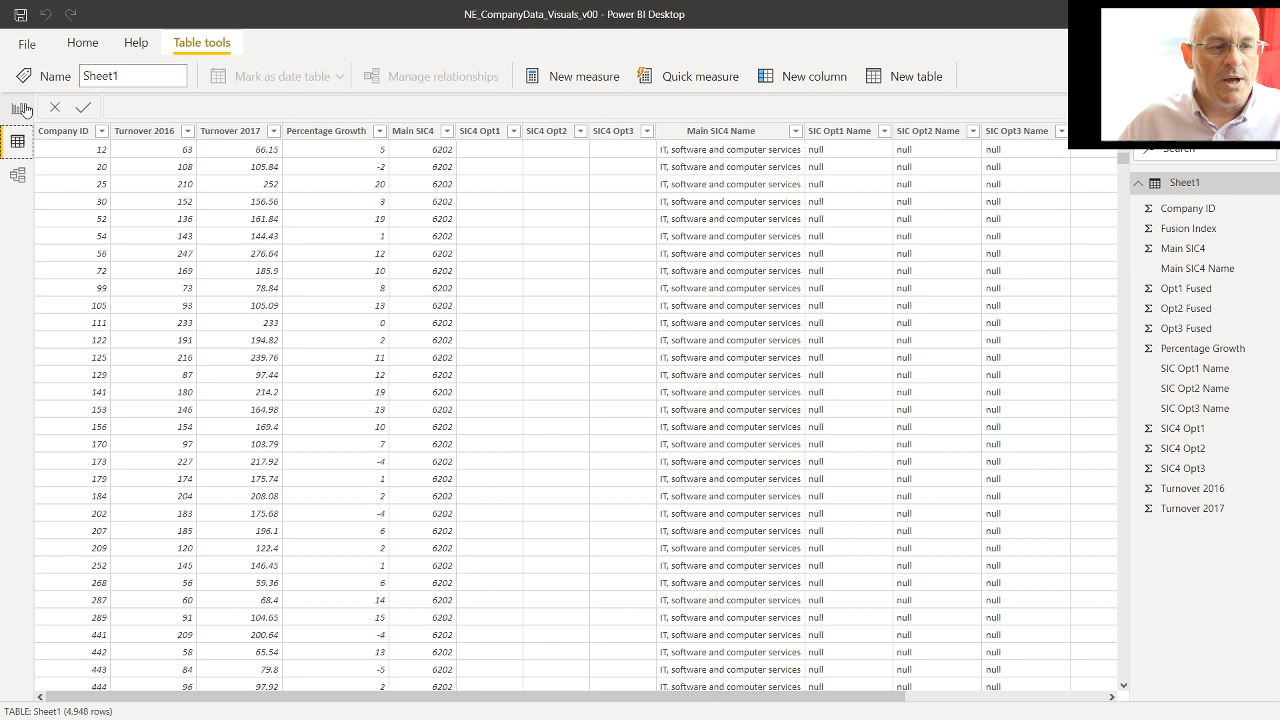 NE_CompanyData_Variety00 - Power BI Desktop
File Home Help Table tools
Name Sheet1 Mark as date table Manage relationships New measure Quick measure New column New table
Company ID Turnover 2016 Turnover 2017 Percentage Growth Main SIC4 SIC4 Opt1 SIC4 Opt2 SIC4 Opt3 Main SIC4 Name SIC Opt1 Name SIC Opt2 Name SIC Opt3 Name
12 63 66.15 5 6202 IT, software and computer services null null null
20 108 105.84 -2 6202 IT, software and computer services null null null
25 210 252 20 6202 IT, software and computer services null null null
30 152 156.56 3 6202 IT, software and computer services null null null
52 136 161.84 19 6202 IT, software and computer services null null null
54 143 144.43 1 6202 IT, software and computer services null null null
56 247 276.64 12 6202 IT, software and computer services null null null
72 169 185.9 10 6202 IT, software and computer services null null null
99 73 78.84 8 6202 IT, software and computer services null null null
105 93 105.09 13 6202 IT, software and computer services null null null
111 233 233 0 6202 IT, software and computer services null null null
122 191 194.82 2 6202 IT, software and computer services null null null
125 216 239.76 11 6202 IT, software and computer services null null null
129 87 97.44 12 6202 IT, software and computer services null null null
141 180 214.2 19 6202 IT, software and computer services null null null
153 146 164.98 13 6202 IT, software and computer services null null null
156 154 169.4 10 6202 IT, software and computer services null null null
170 97 103.79 7 6202 IT, software and computer services null null null
173 227 217.92 -4 6202 IT, software and computer services null null null
179 174 175.74 1 6202 IT, software and computer services null null null
184 204 208.08 2 6202 IT, software and computer services null null null
202 183 175.68 -4 6202 IT, software and computer services null null null
207 185 196.1 6 6202 IT, software and computer services null null null
209 120 122.4 2 6202 IT, software and computer services null null null
252 145 146.45 1 6202 IT, software and computer services null null null
268 56 59.36 6 6202 IT, software and computer services null null null
287 60 68.4 14 6202 IT, software and computer services null null null
289 91 104.65 15 6202 IT, software and computer services null null null
441 209 200.64 -4 6202 IT, software and computer services null null null
442 58 65.54 13 6202 IT, software and computer services null null null
443 84 79.8 -5 6202 IT, software and computer services null null null
444 96 97.92 2 6202 IT, software and computer services null null null
Search
Sheet1
Company ID
Fusion Index
Main SIC4
Main SIC4 Name
Opt1 Fused
Opt2 Fused
Opt3 Fused
Percentage Growth
SIC Opt1 Name
SIC Opt2 Name
SIC Opt3 Name
SIC4 Opt1
SIC4 Opt2
SIC4 Opt3
Turnover 2016
Turnover 2017
TABLE: Sheet1 (4,948 rows)